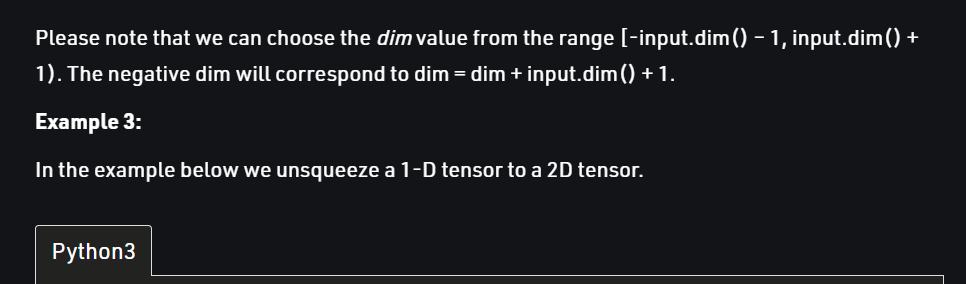 Please note that we can choose the dim value from the range [-input.dim() - 1, input.dim() +
1). The negative dim will correspond to dim = dim + input.dim() + 1.
Example 3:
In the example below we unsqueeze a 1-D tensor to a 2D tensor.
Python3